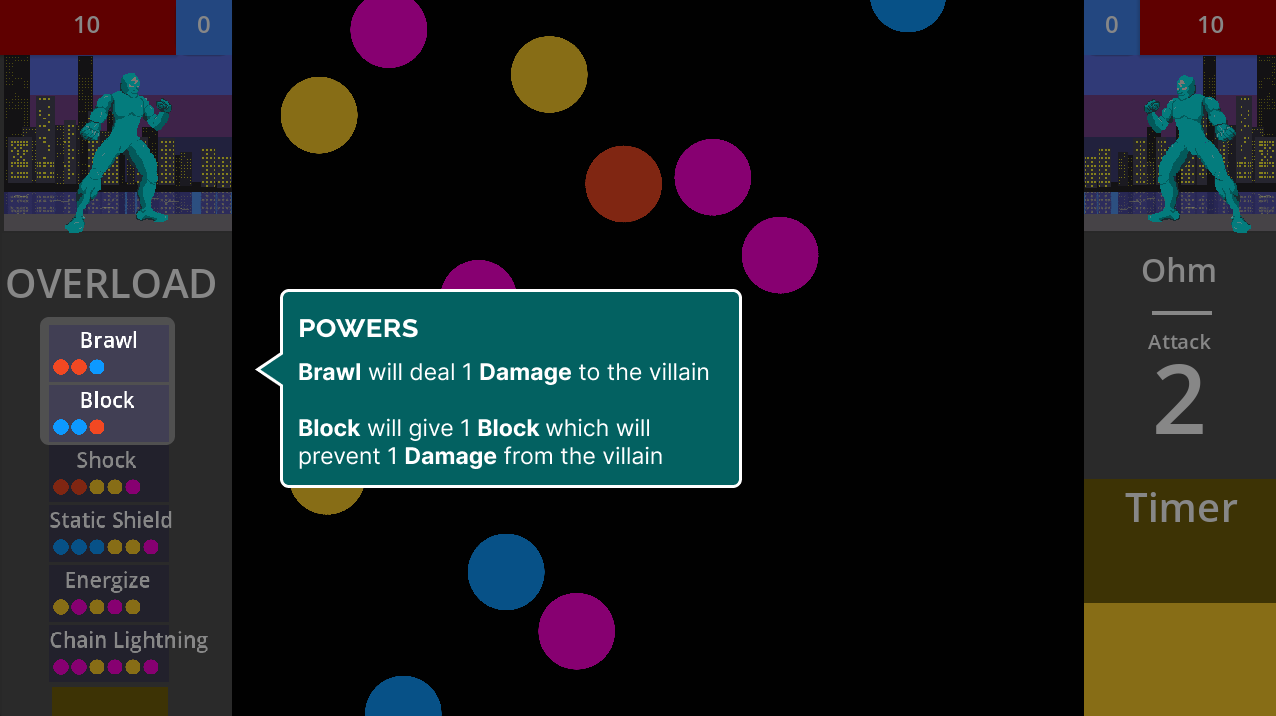 10
0
0
10
OVERLOAD
Brawl
Block
Shock
Static Shield
Energize
Chain Lightning
POWERS
Brawl will deal 1 Damage to the villain
Block will give 1 Block which will
prevent 1 Damage from the villain
Ohm
Attack
2
Timer